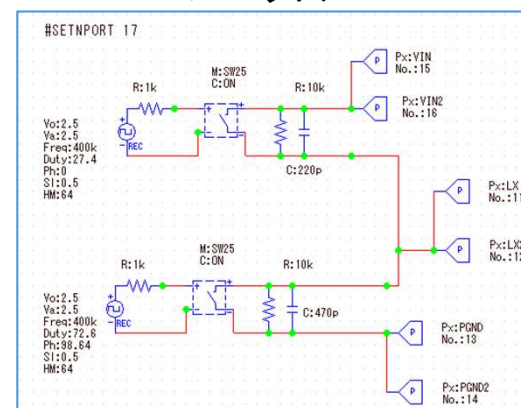 #SETNPORT 17
Px:VIN
No.:15
M:SW25
C:ON
R:1k
R:10k
Px:VIN2
No.:16
Vo:2.5
Va:2.5
Freq:400k
Duty:27.4
Ph:0
Sl:0.5
HM:64
REC
C:220p
Px:LX
No.:11
M:SW25
C:ON
R:1k
R:10k
Vo:2.5
Va:2.5
Freq:400k
Duty:72.6
Ph:98.64
Sl:0.5
HM:64
REC
C:470p
Px:PGND
No.:13
Px:PGND2
No.:14
P
P
P
P
P
P